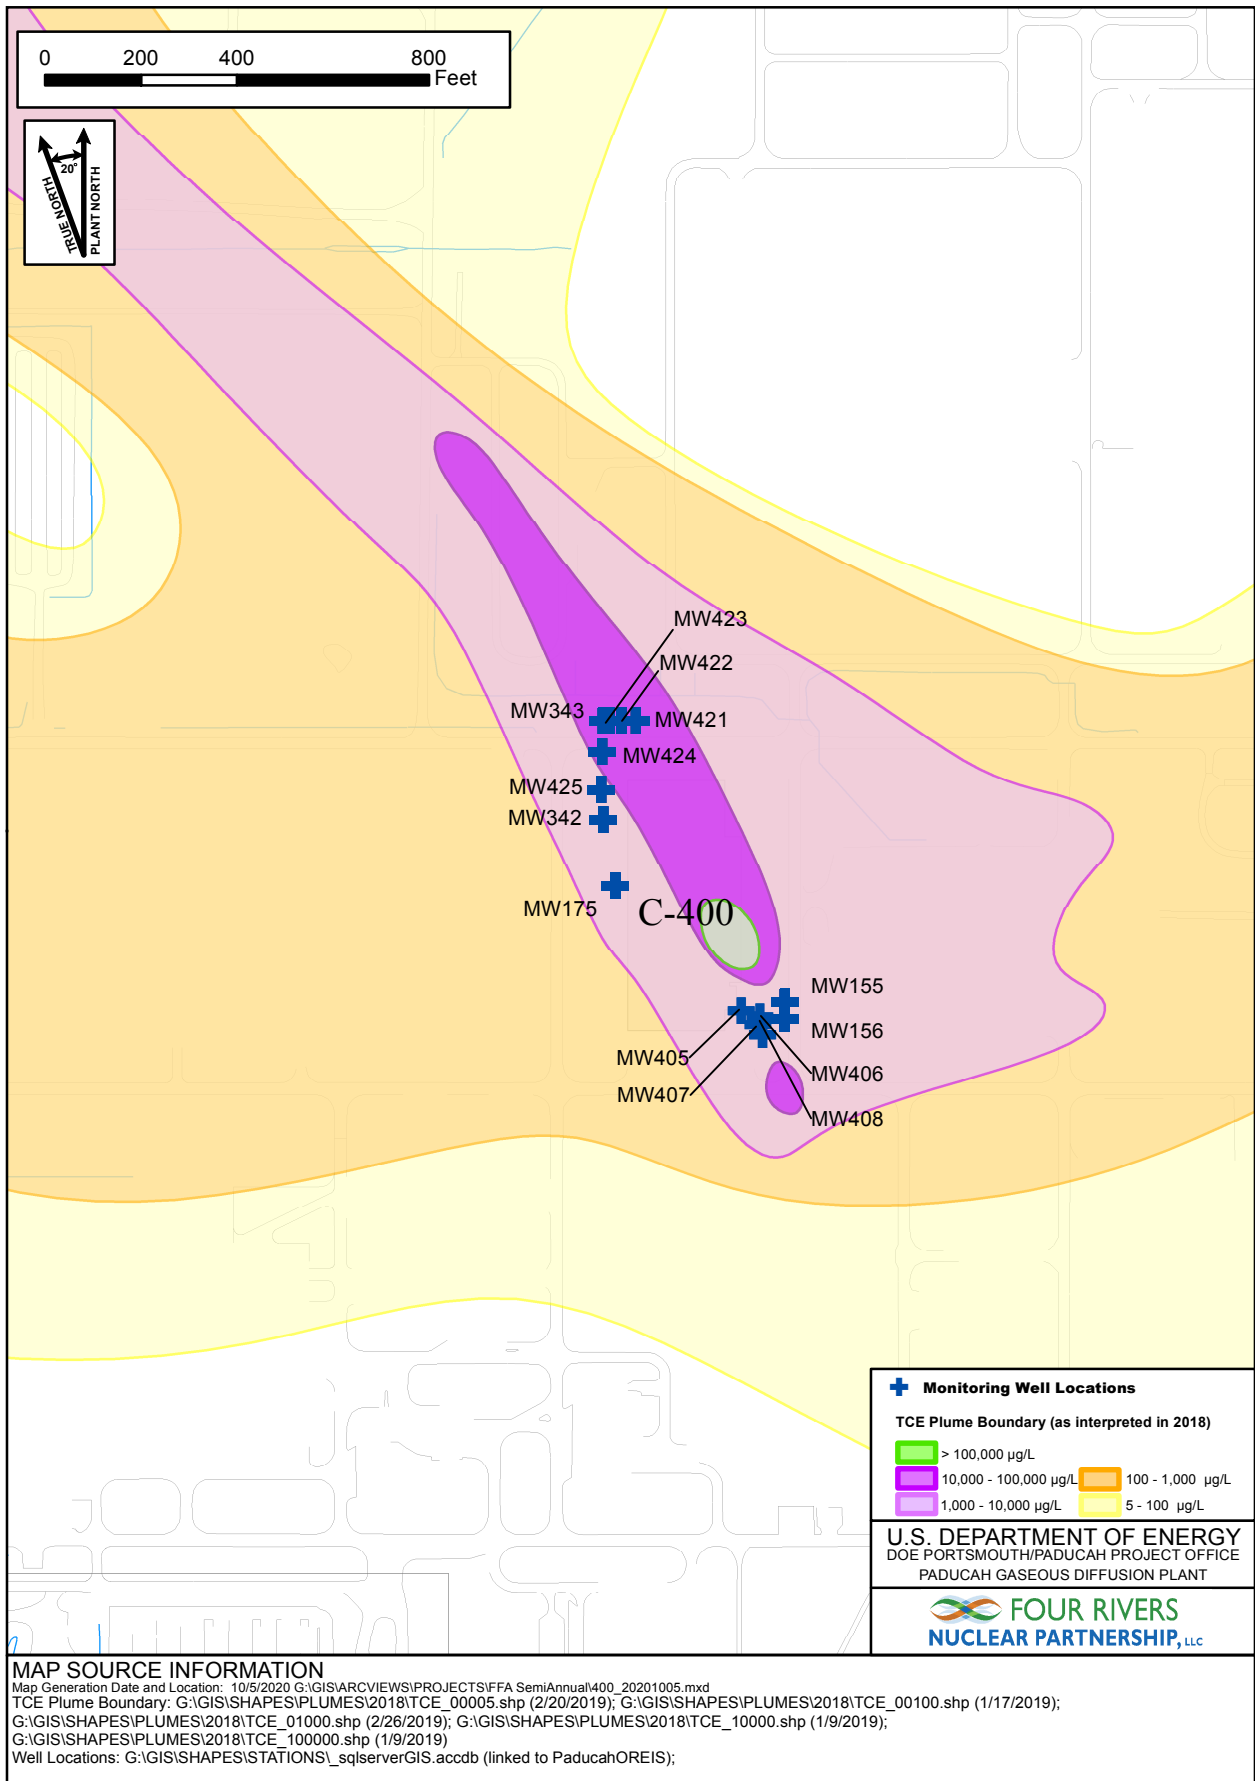 0 200 400 800
Feet
20°
TRUE NORTH
PLANT NORTH
MW423
MW422
MW343
MW421
MW424
MW425
MW342
MW175
C-400
MW155
MW156
MW405
MW406
MW407
MW408
Monitoring Well Locations
TCE Plume Boundary (as interpreted in 2018)
> 100,000 µg/L
10,000 - 100,000 µg/L
100 - 1,000 µg/L
1,000 - 10,000 µg/L
5 - 100 µg/L
U.S. DEPARTMENT OF ENERGY
DOE PORTSMOUTH/PADUCAH PROJECT OFFICE
PADUCAH GASEOUS DIFFUSION PLANT
FOUR RIVERS
NUCLEAR PARTNERSHIP, LLC
MAP SOURCE INFORMATION
Map Generation Date and Location: 10/5/2020 G:\GIS\ARCVIEWS\PROJECTS\FFA SemiAnnual\400_20201005.mxd
TCE Plume Boundary: G:\GIS\SHAPES\PLUMES\2018\TCE_00005.shp (2/20/2019); G:\GIS\SHAPES\PLUMES\2018\TCE_00100.shp (1/17/2019);
G:\GIS\SHAPES\PLUMES\2018\TCE_01000.shp (2/26/2019); G:\GIS\SHAPES\PLUMES\2018\TCE_10000.shp (1/9/2019);
G:\GIS\SHAPES\PLUMES\2018\TCE_100000.shp (1/9/2019)
Well Locations: G:\GIS\SHAPES\STATIONS\_sqlserverGIS.accdb (linked to PaducahOREIS);